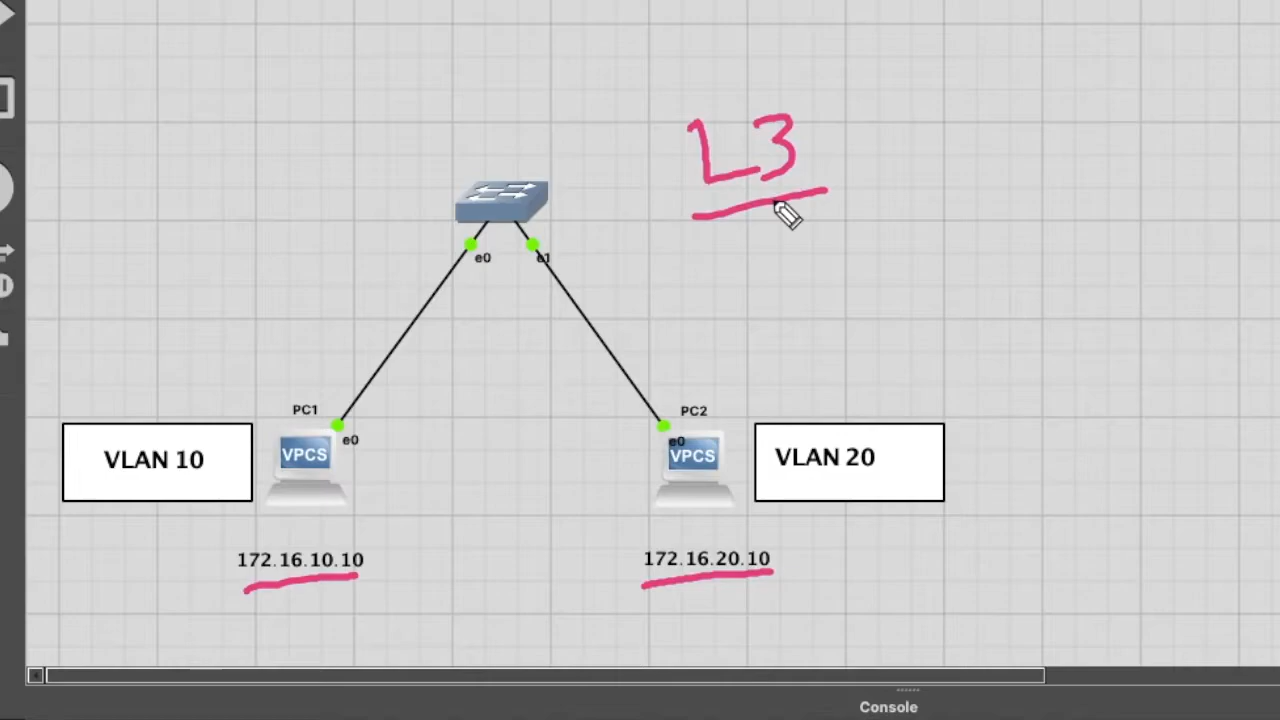 L3
e0
e1
PC1
PC2
e0
e0
VLAN 10
VPCS
VPCS
VLAN 20
172.16.10.10
172.16.20.10
Console